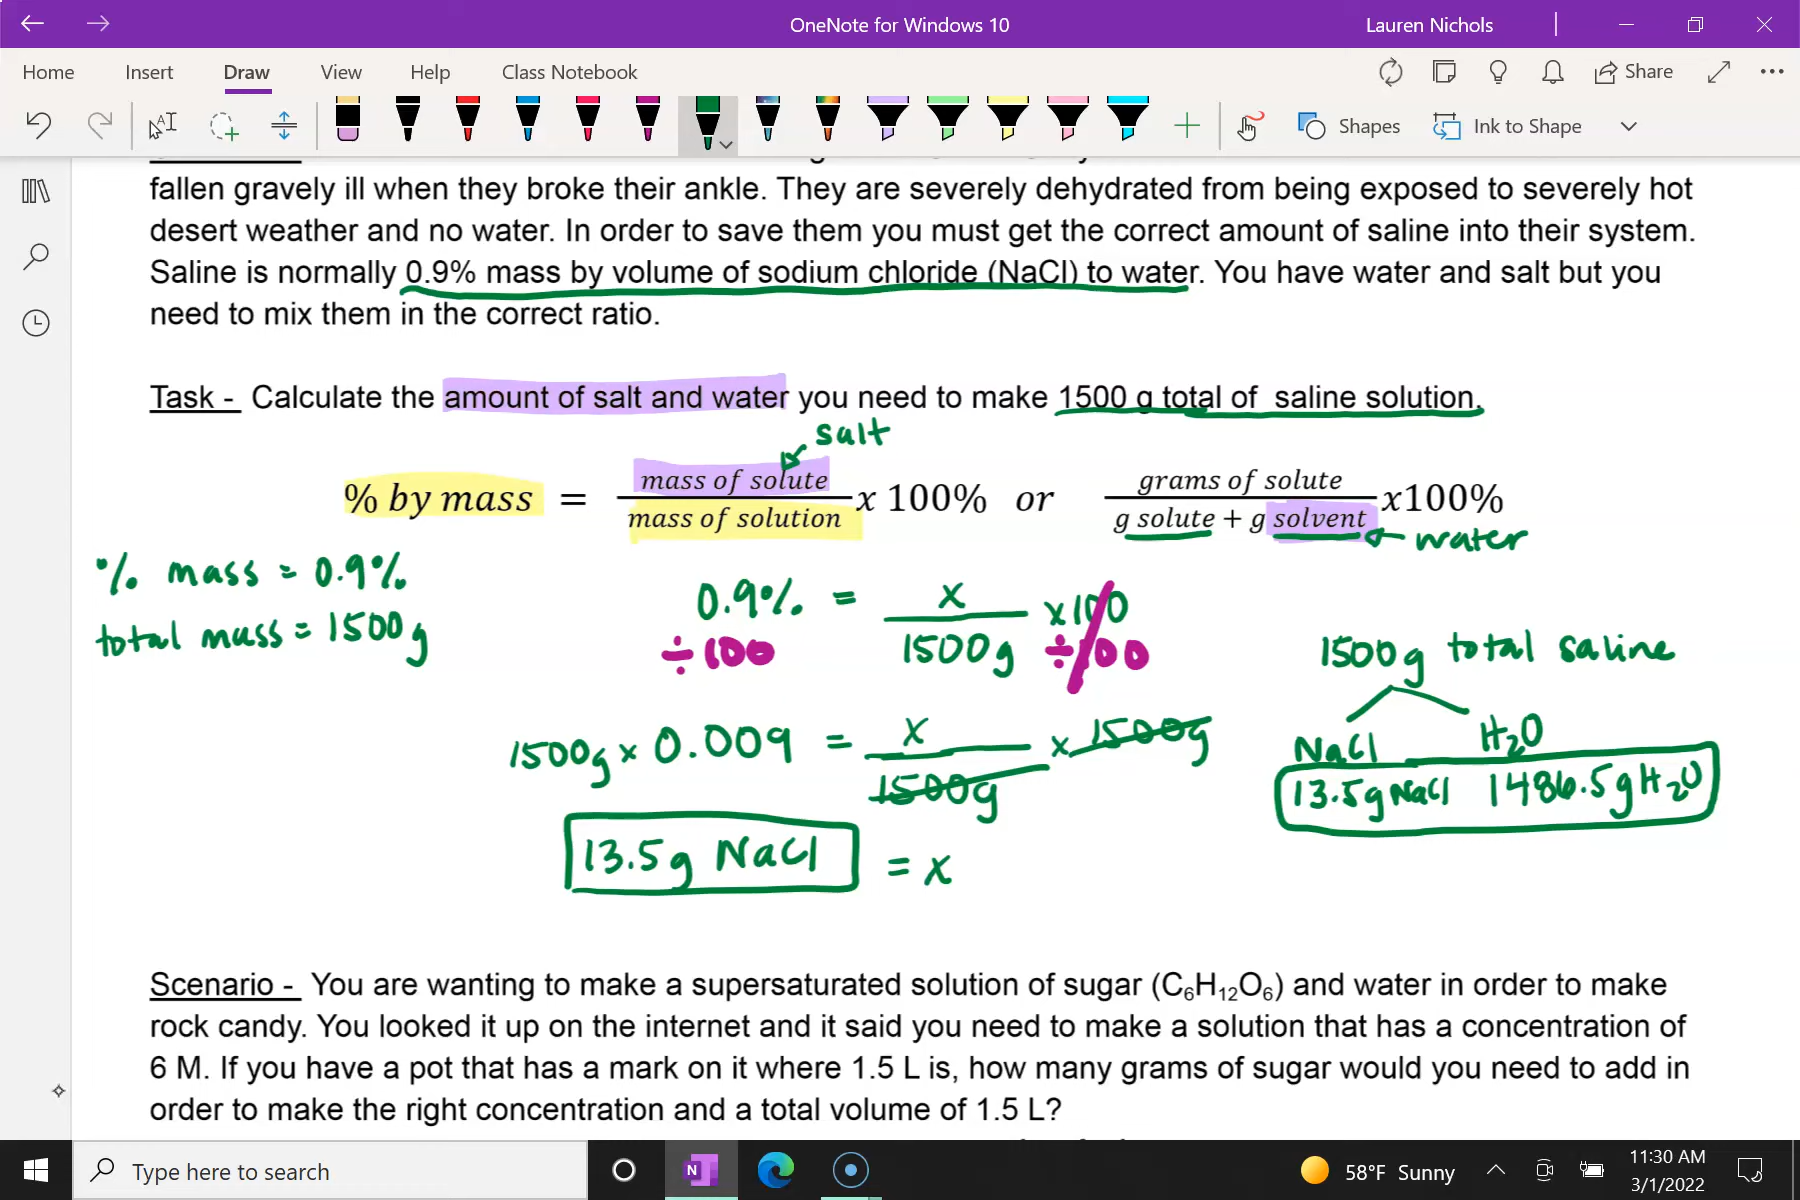 OneNote for Windows 10
Lauren Nichols
Home Insert Draw View Help Class Notebook
Share
Shapes
Ink to Shape
fallen gravely ill when they broke their ankle. They are severely dehydrated from being exposed to severely hot
desert weather and no water. In order to save them you must get the correct amount of saline into their system.
Saline is normally 0.9% mass by volume of sodium chloride (NaCl) to water. You have water and salt but you
need to mix them in the correct ratio.
Task - Calculate the amount of salt and water you need to make 1500 g total of saline solution.
salt
% by mass = mass of solute / mass of solution x 100% or grams of solute / g solute + g solvent x100%
water
% mass = 0.9%
total mass = 1500g
0.9% = x / 1500g x100
÷100 ÷100
1500g x 0.009 = x / 1500g x 1500g
13.5g NaCl = x
1500g total saline
NaCl H₂O
13.5g NaCl 1486.5g H₂O
Scenario - You are wanting to make a supersaturated solution of sugar (C₆H₁₂O₆) and water in order to make
rock candy. You looked it up on the internet and it said you need to make a solution that has a concentration of
6 M. If you have a pot that has a mark on it where 1.5 L is, how many grams of sugar would you need to add in
order to make the right concentration and a total volume of 1.5 L?
Type here to search
58°F Sunny
11:30 AM
3/1/2022